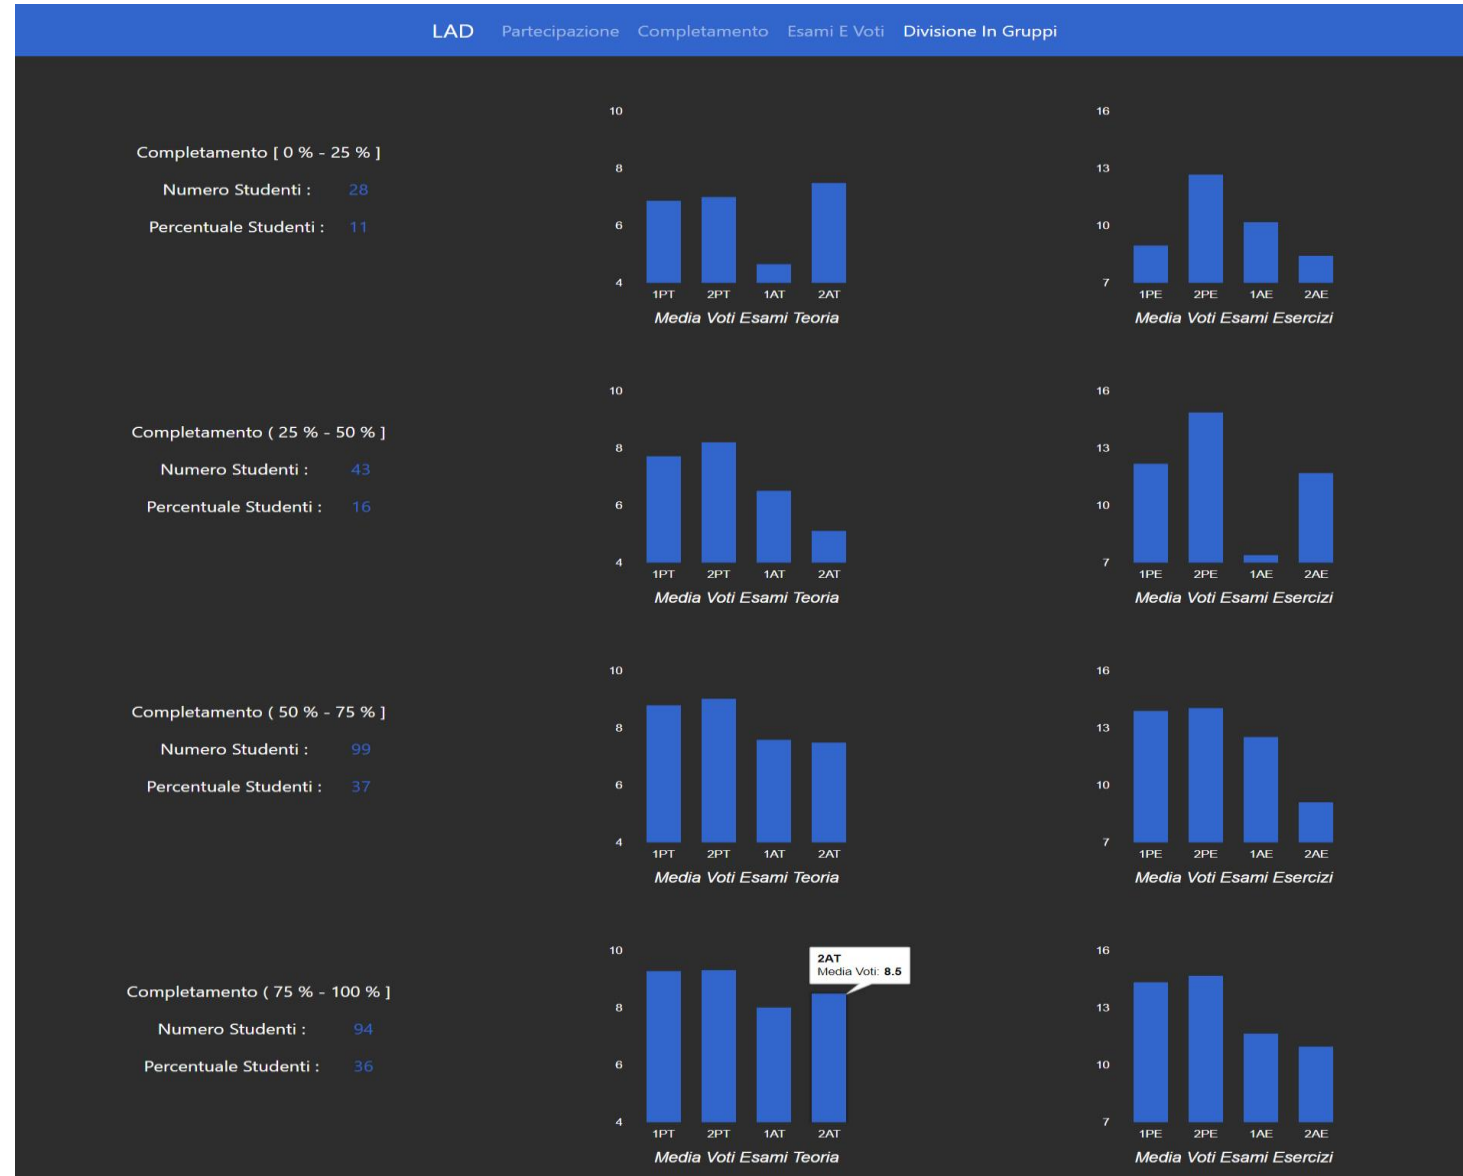 LAD Partecipazione Completamento Esami E Voti Divisione In Gruppi
Completamento [ 0 % - 25 % ]
Numero Studenti : 28
Percentuale Studenti : 11
10
8
6
4
1PT 2PT 1AT 2AT
Media Voti Esami Teoria
16
13
10
7
1PE 2PE 1AE 2AE
Media Voti Esami Esercizi
Completamento ( 25 % - 50 % ]
Numero Studenti : 43
Percentuale Studenti : 16
10
8
6
4
1PT 2PT 1AT 2AT
Media Voti Esami Teoria
16
13
10
7
1PE 2PE 1AE 2AE
Media Voti Esami Esercizi
Completamento ( 50 % - 75 % ]
Numero Studenti : 99
Percentuale Studenti : 37
10
8
6
4
1PT 2PT 1AT 2AT
Media Voti Esami Teoria
16
13
10
7
1PE 2PE 1AE 2AE
Media Voti Esami Esercizi
Completamento ( 75 % - 100 % ]
Numero Studenti : 94
Percentuale Studenti : 36
10
8
6
4
2AT
Media Voti: 8.5
1PT 2PT 1AT 2AT
Media Voti Esami Teoria
16
13
10
7
1PE 2PE 1AE 2AE
Media Voti Esami Esercizi